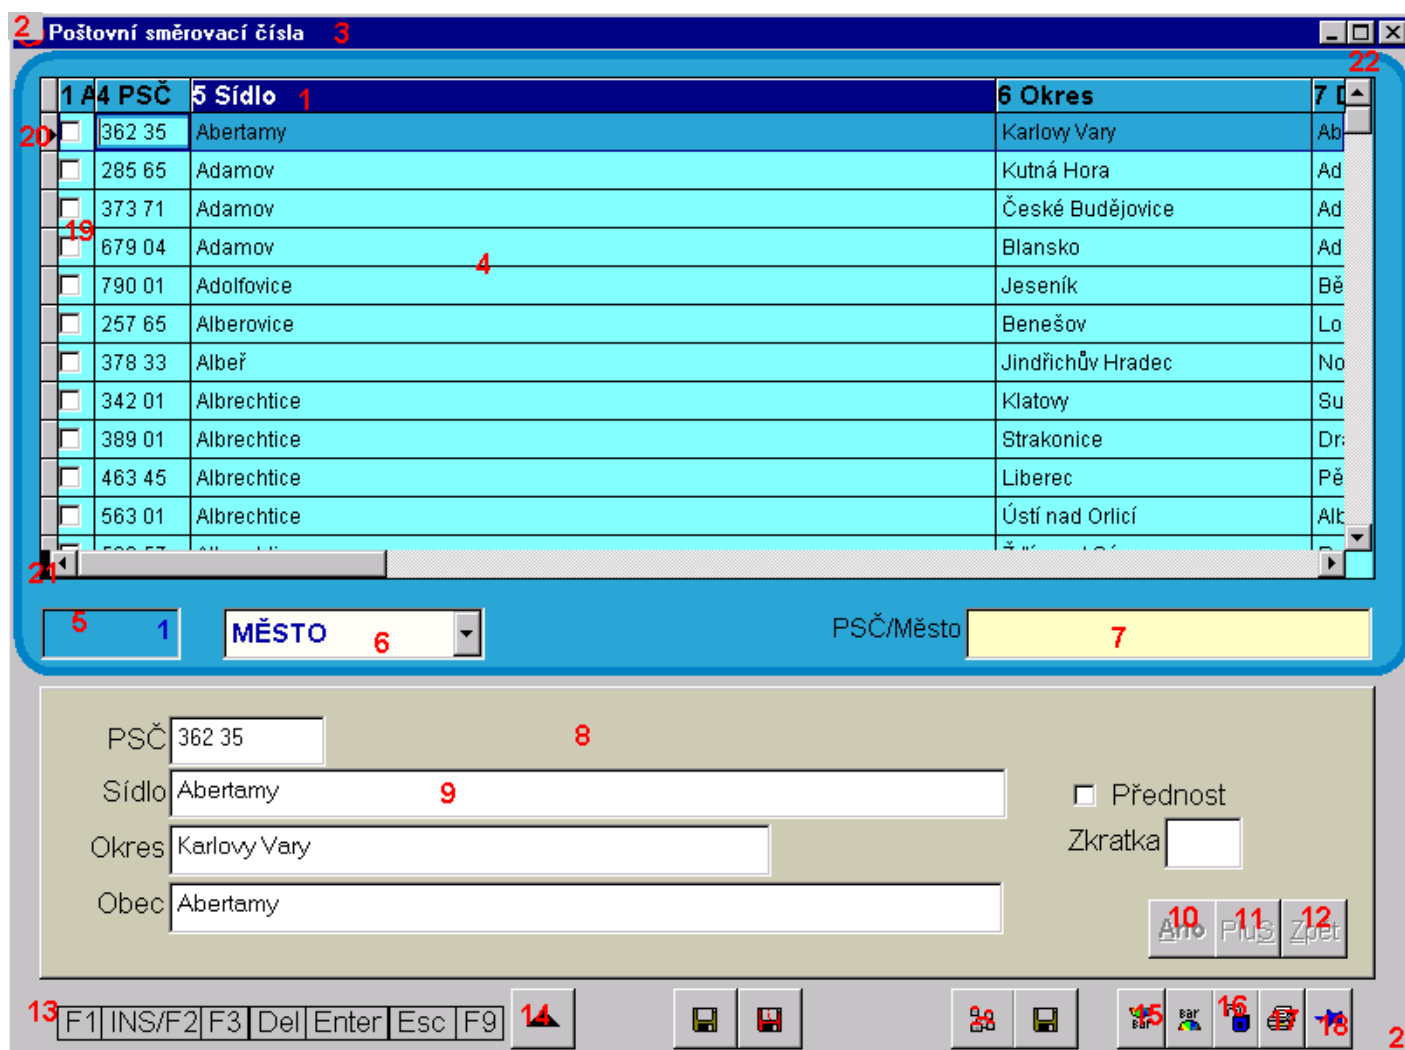 2 Poštovní směrovací čísla 3
22
1 A 4 PSČ 5 Sídlo 1 6 Okres 7
20 362 35 Abertamy Karlovy Vary Ab
285 65 Adamov Kutná Hora Ad
373 71 Adamov České Budějovice Ad
19
679 04 Adamov Blansko Ad
4
790 01 Adolfovice Jeseník Bě
257 65 Alberovice Benešov Lo
378 33 Albeř Jindřichův Hradec No
342 01 Albrechtice Klatovy Su
389 01 Albrechtice Strakonice Dr
463 45 Albrechtice Liberec Pě
563 01 Albrechtice Ústí nad Orlicí Alb
21
5 1 MĚSTO 6 PSČ/Město 7
PSČ 362 35 8
Sídlo Abertamy 9 Přednost
Okres Karlovy Vary Zkratka
Obec Abertamy
10 11 12
Ano PluS Zpět
13 F1 INS/F2 F3 Del Enter Esc F9 14 15 16 17 18
2